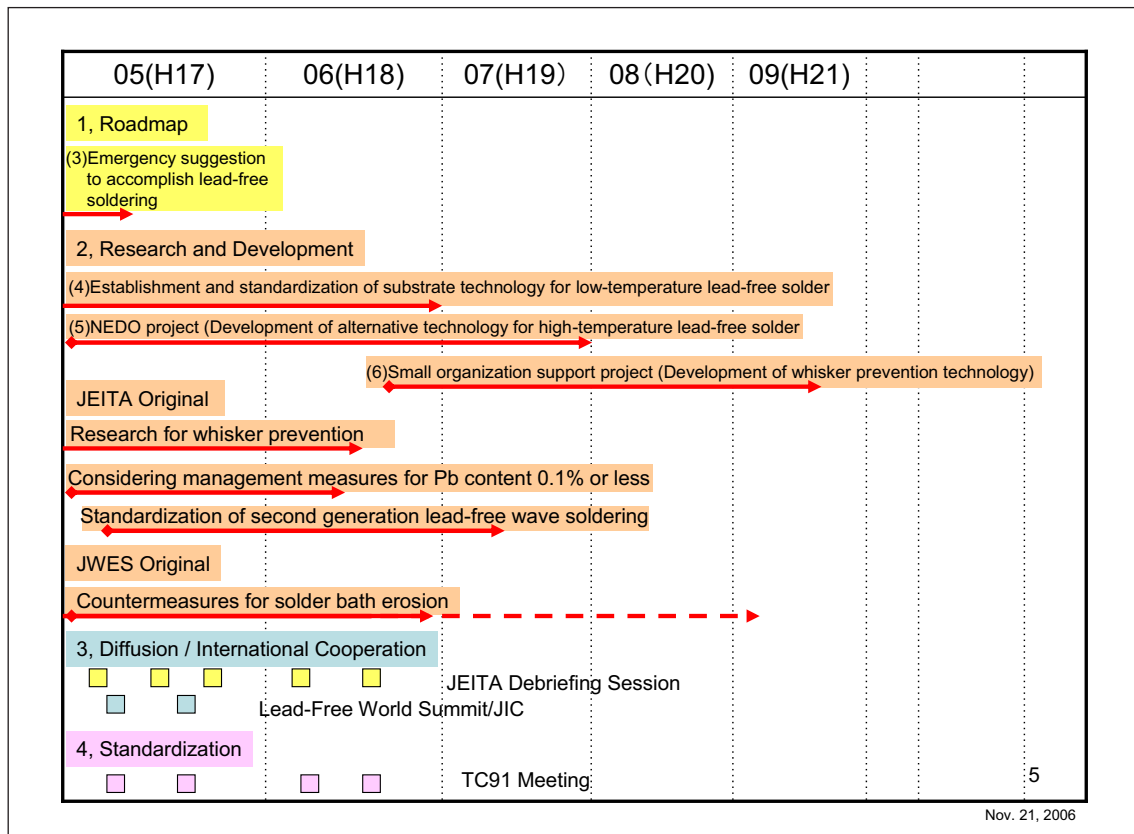 05(H17) 06(H18) 07(H19） 08（H20) 09(H21)
1, Roadmap
(3)Emergency suggestion
to accomplish lead-free
soldering
2, Research and Development
(4)Establishment and standardization of substrate technology for low-temperature lead-free solder
(5)NEDO project (Development of alternative technology for high-temperature lead-free solder
(6)Small organization support project (Development of whisker prevention technology)
JEITA Original
Research for whisker prevention
Considering management measures for Pb content 0.1% or less
Standardization of second generation lead-free wave soldering
JWES Original
Countermeasures for solder bath erosion
3, Diffusion / International Cooperation
JEITA Debriefing Session
Lead-Free World Summit/JIC
4, Standardization
TC91 Meeting
5
Nov. 21, 2006